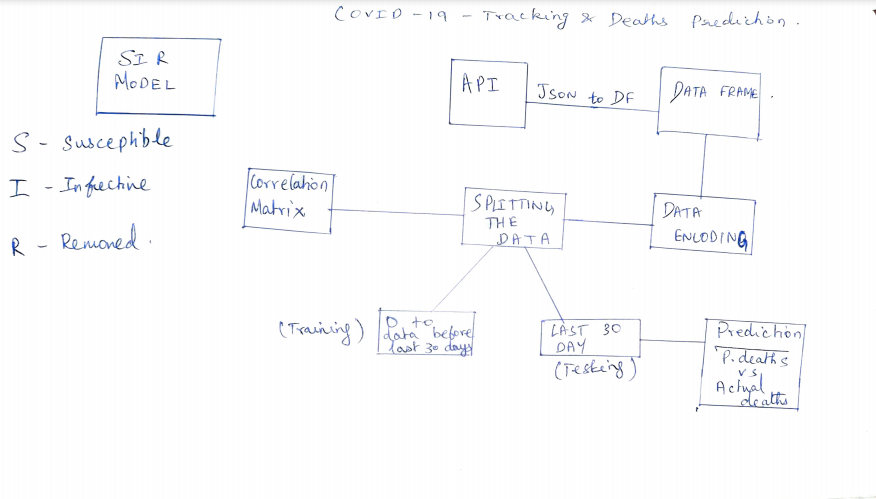 COVID-19 - Tracking & Deaths Prediction.
SIR
MODEL
S - Susceptible
I - Infective
R - Removed.
API
JSON to DF
DATA FRAME.
DATA
ENCODING
SPLITTING
THE
DATA
Correlation
Matrix
(Training)
0 to
data before
last 30 days
LAST 30
DAY
(Testing)
Prediction
P. deaths
vs
Actual
deaths